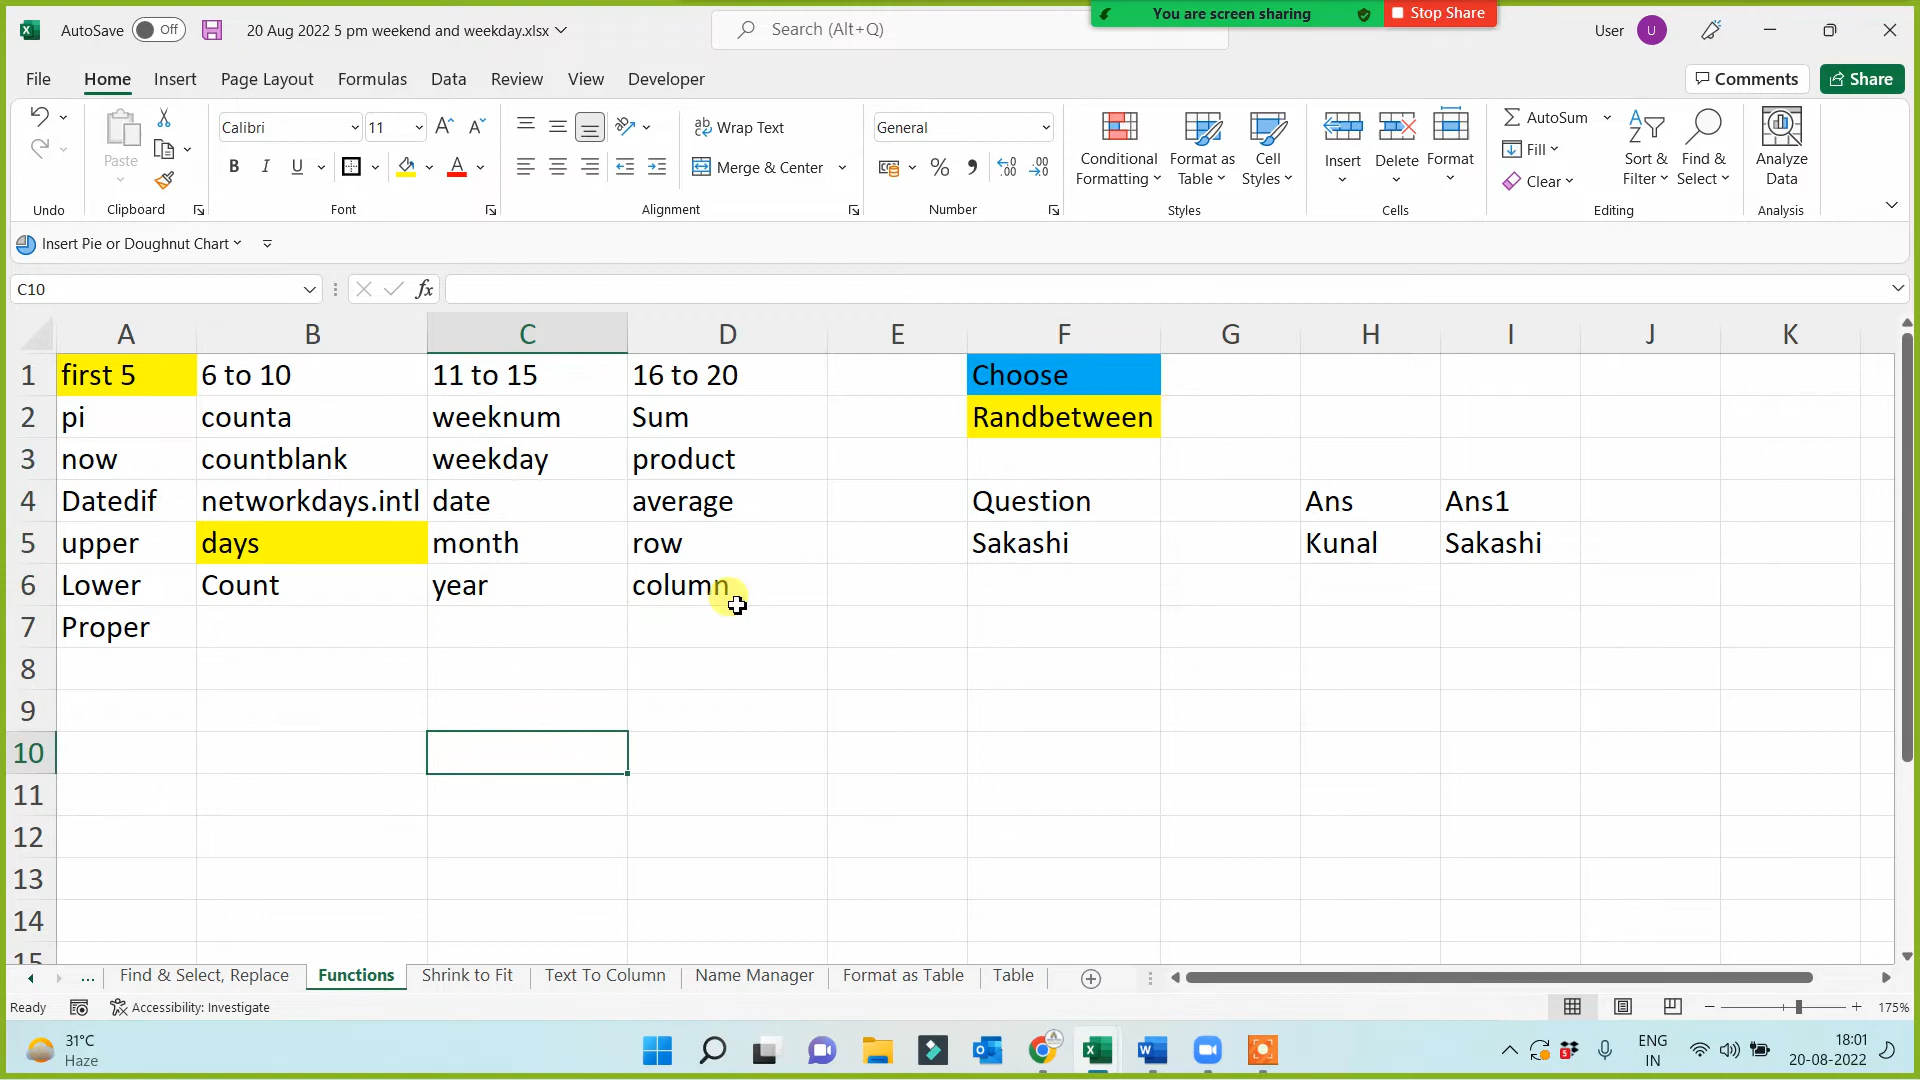 You are screen sharing Stop Share
AutoSave Off 20 Aug 2022 5 pm weekend and weekday.xlsx Search (Alt+Q) User U
File Home Insert Page Layout Formulas Data Review View Developer Comments Share
Calibri 11 Wrap Text General AutoSum
Paste B I U Merge & Center Conditional Formatting Format as Table Cell Styles Insert Delete Format Fill Clear Sort & Filter Find & Select Analyze Data
Undo Clipboard Font Alignment Number Styles Cells Editing Analysis
Insert Pie or Doughnut Chart
C10 fx
A B C D E F G H I J K
1 first 5 6 to 10 11 to 15 16 to 20 Choose
2 pi counta weeknum Sum Randbetween
3 now countblank weekday product
4 Datedif networkdays.intl date average Question Ans Ans1
5 upper days month row Sakashi Kunal Sakashi
6 Lower Count year column
7 Proper
8
9
10
11
12
13
14
15
... Find & Select, Replace Functions Shrink to Fit Text To Column Name Manager Format as Table Table
Ready Accessibility: Investigate 175%
31°C ENG 18:01
Haze IN 20-08-2022